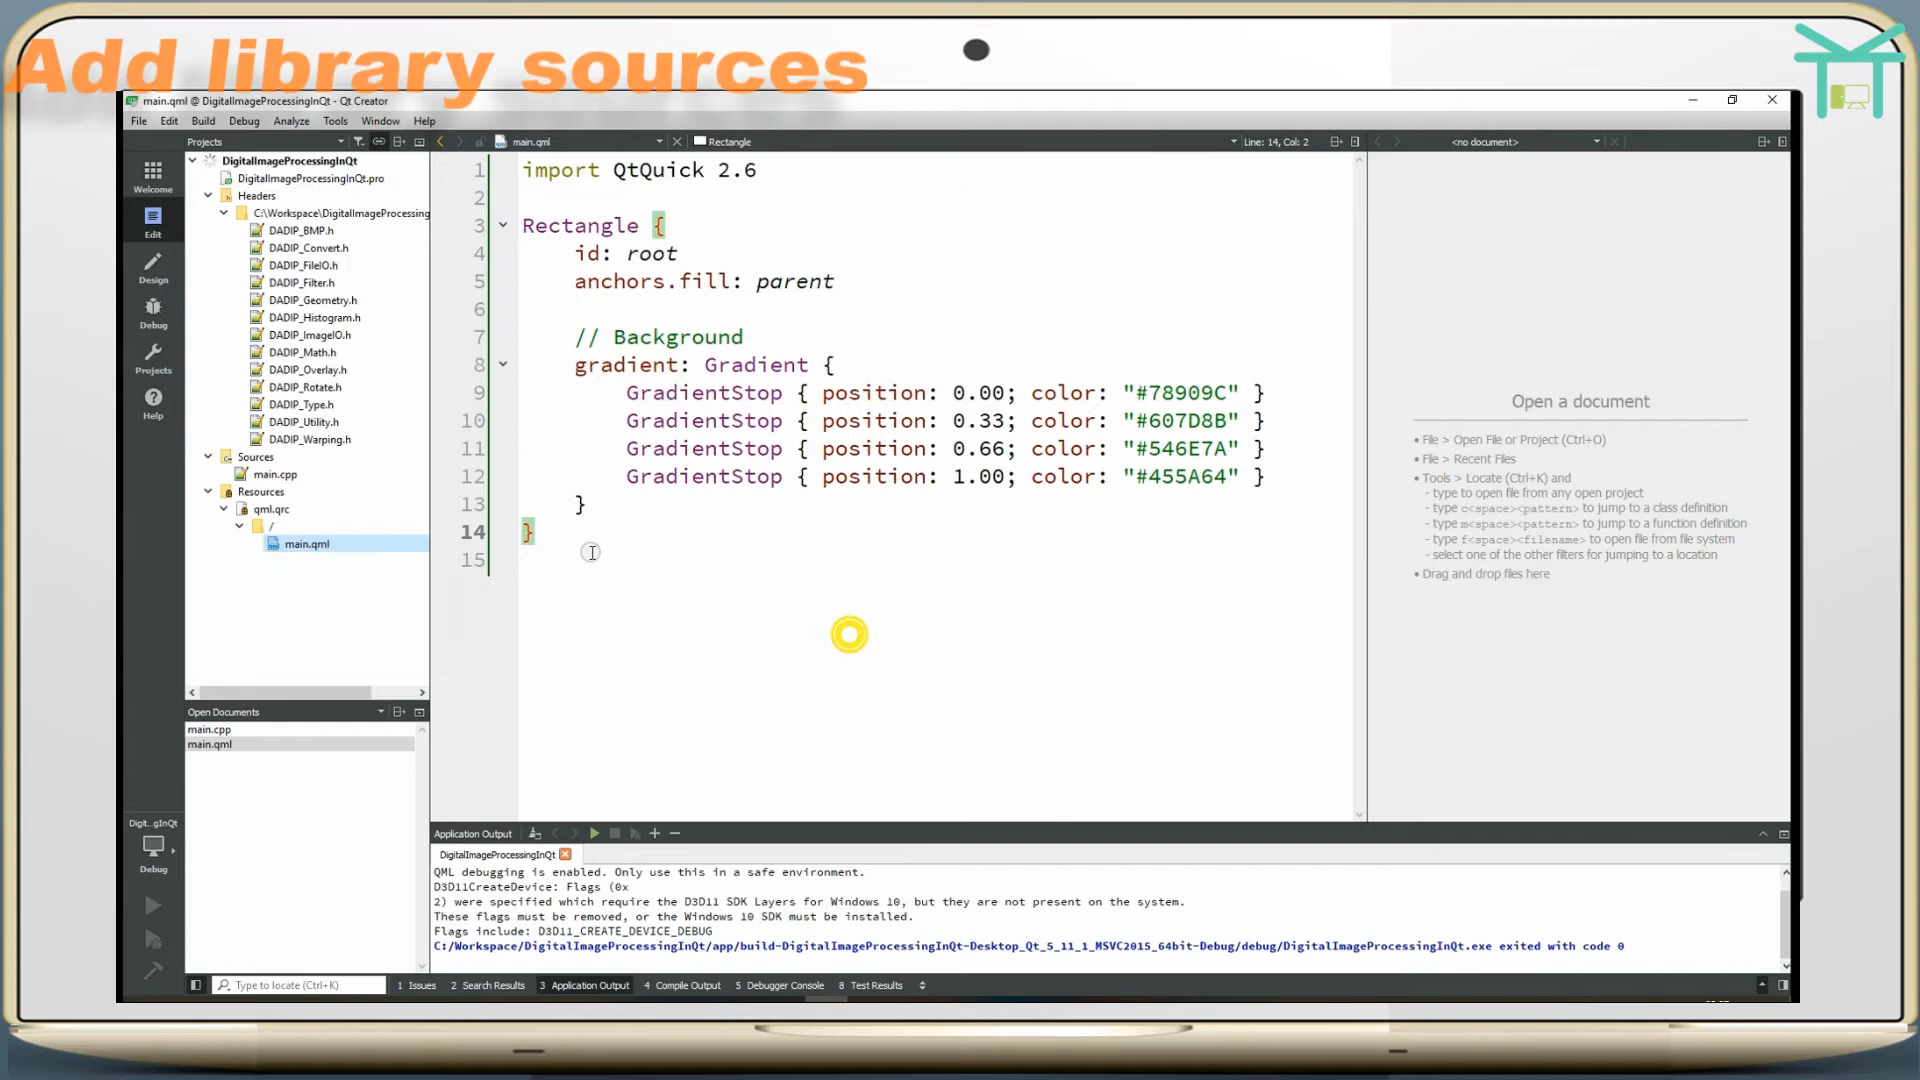 Add library sources
main.qml @ DigitalImageProcessingInQt - Qt Creator
File Edit Build Debug Analyze Tools Window Help
Projects
main.qml
Rectangle
Line: 14, Col: 2
<no document>
Welcome
Edit
Design
Debug
Projects
Help
DigitalImageProcessingInQt
DigitalImageProcessingInQt.pro
Headers
C:\Workspace\DigitalImageProcessing
DADIP_BMP.h
DADIP_Convert.h
DADIP_FileIO.h
DADIP_Filter.h
DADIP_Geometry.h
DADIP_Histogram.h
DADIP_ImageIO.h
DADIP_Math.h
DADIP_Overlay.h
DADIP_Rotate.h
DADIP_Type.h
DADIP_Utility.h
DADIP_Warping.h
Sources
main.cpp
Resources
qml.qrc
/
main.qml
1 import QtQuick 2.6
2
3 Rectangle {
4 id: root
5 anchors.fill: parent
6
7 // Background
8 gradient: Gradient {
9 GradientStop { position: 0.00; color: "#78909C" }
10 GradientStop { position: 0.33; color: "#607D8B" }
11 GradientStop { position: 0.66; color: "#546E7A" }
12 GradientStop { position: 1.00; color: "#455A64" }
13 }
14 }
15
Open a document
• File > Open File or Project (Ctrl+O)
• File > Recent Files
• Tools > Locate (Ctrl+K) and
- type to open file from any open project
- type c<space><pattern> to jump to a class definition
- type m<space><pattern> to jump to a function definition
- type f<space><filename> to open file from file system
- select one of the other filters for jumping to a location
• Drag and drop files here
Open Documents
main.cpp
main.qml
Digit...gInQt
Debug
Application Output
DigitalImageProcessingInQt
QML debugging is enabled. Only use this in a safe environment.
D3D11CreateDevice: Flags (0x
2) were specified which require the D3D11 SDK Layers for Windows 10, but they are not present on the system.
These flags must be removed, or the Windows 10 SDK must be installed.
Flags include: D3D11_CREATE_DEVICE_DEBUG
C:/Workspace/DigitalImageProcessingInQt/app/build-DigitalImageProcessingInQt-Desktop_Qt_5_11_1_MSVC2015_64bit-Debug/debug/DigitalImageProcessingInQt.exe exited with code 0
Type to locate (Ctrl+K)
1 Issues 2 Search Results 3 Application Output 4 Compile Output 5 Debugger Console 8 Test Results